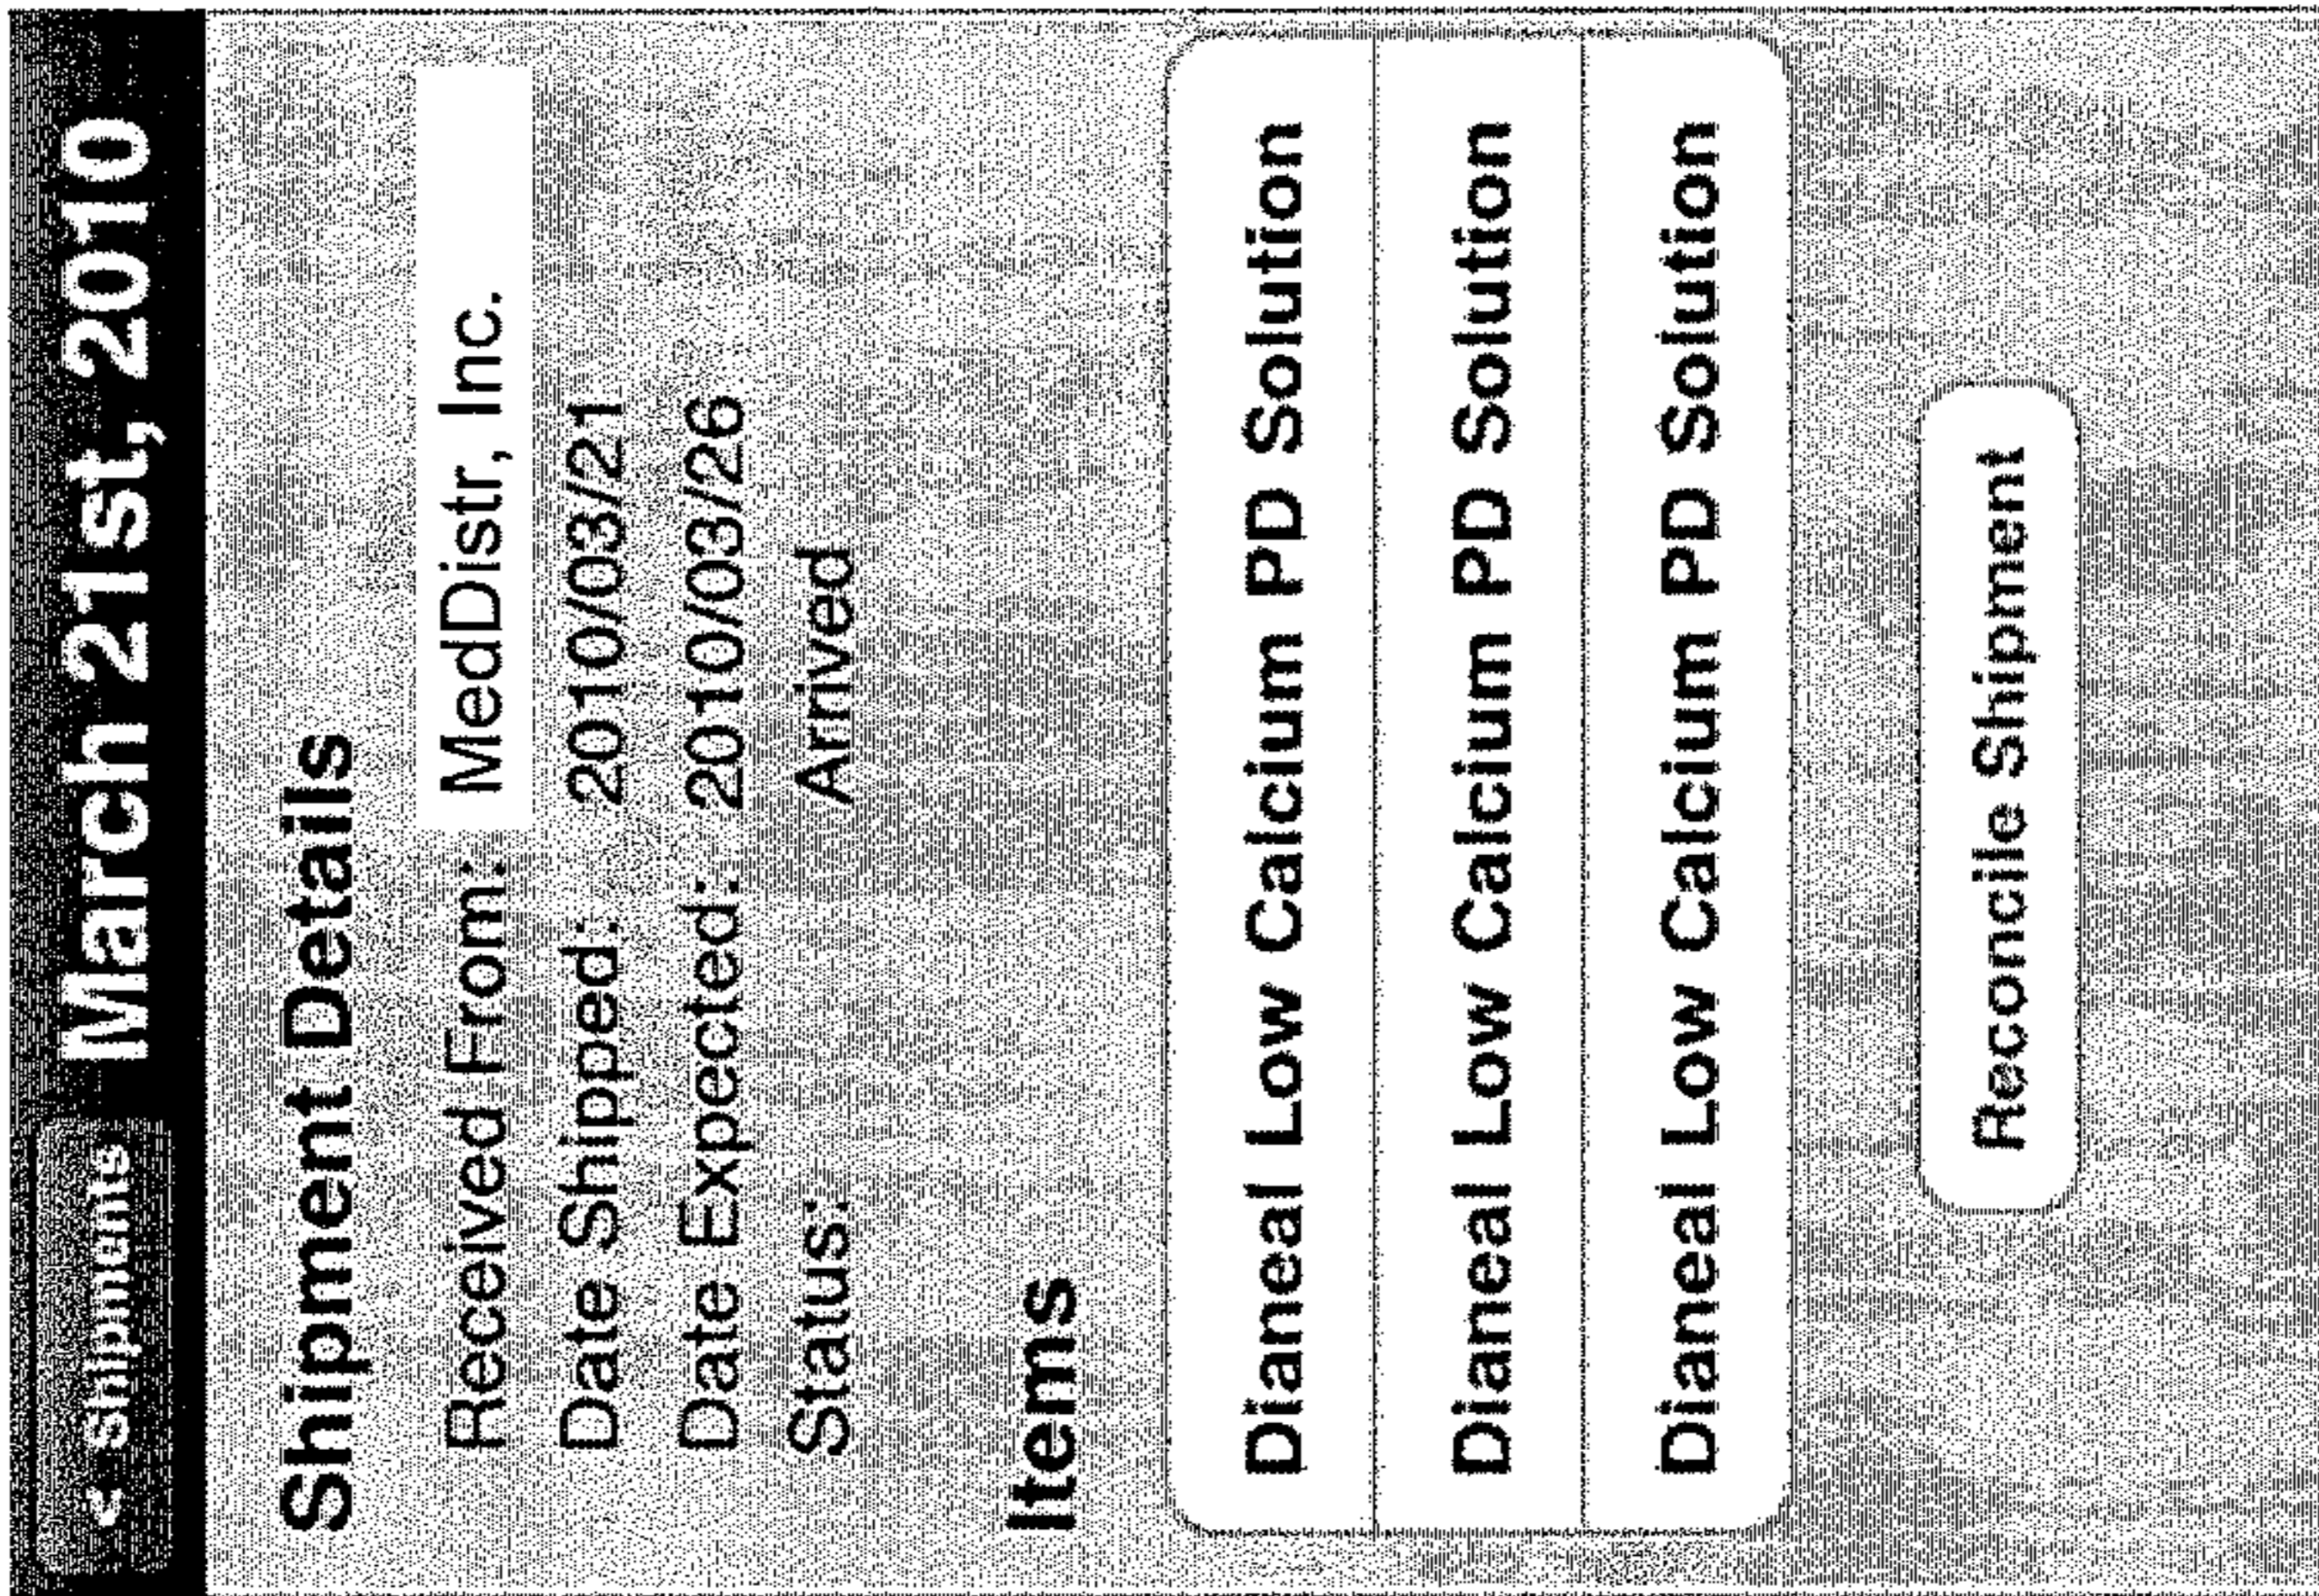 < Shipments March 21st, 2010
Shipment Details
Received From: MedDistr, Inc.
Date Shipped: 2010/03/21
Date Expected: 2010/03/26
Status: Arrived
Items
Dianeal Low Calcium PD Solution
Dianeal Low Calcium PD Solution
Dianeal Low Calcium PD Solution
Reconcile Shipment